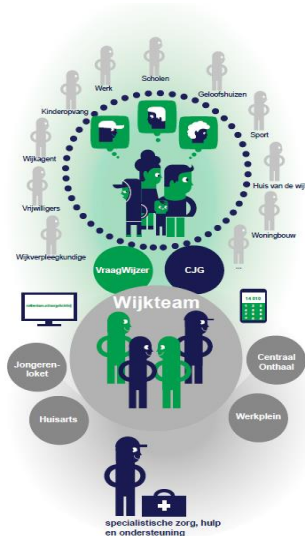 Scholen
Werk
Geloofshuizen
Kinderopvang
Sport
Wijkagent
Huis van de wij
Vrijwilligers
Woningbouw
Wijkverpleegkundige
...
VraagWijzer
CJG
14 010
Wijkteam
Jongeren-
loket
Centraal
Onthaal
Huisarts
Werkplein
specialistische zorg, hulp
en ondersteuning